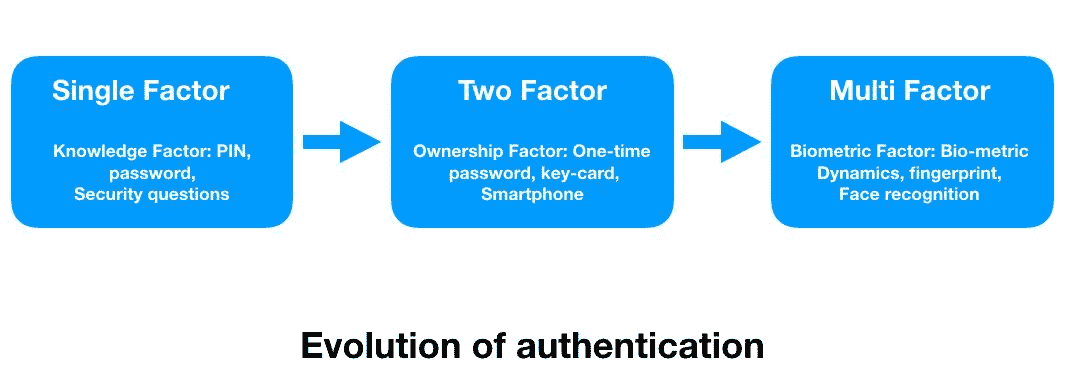 Single Factor
Knowledge Factor: PIN,
password,
Security questions
Two Factor
Ownership Factor: One-time
password, key-card,
Smartphone
Multi Factor
Biometric Factor: Bio-metric
Dynamics, fingerprint,
Face recognition
Evolution of authentication